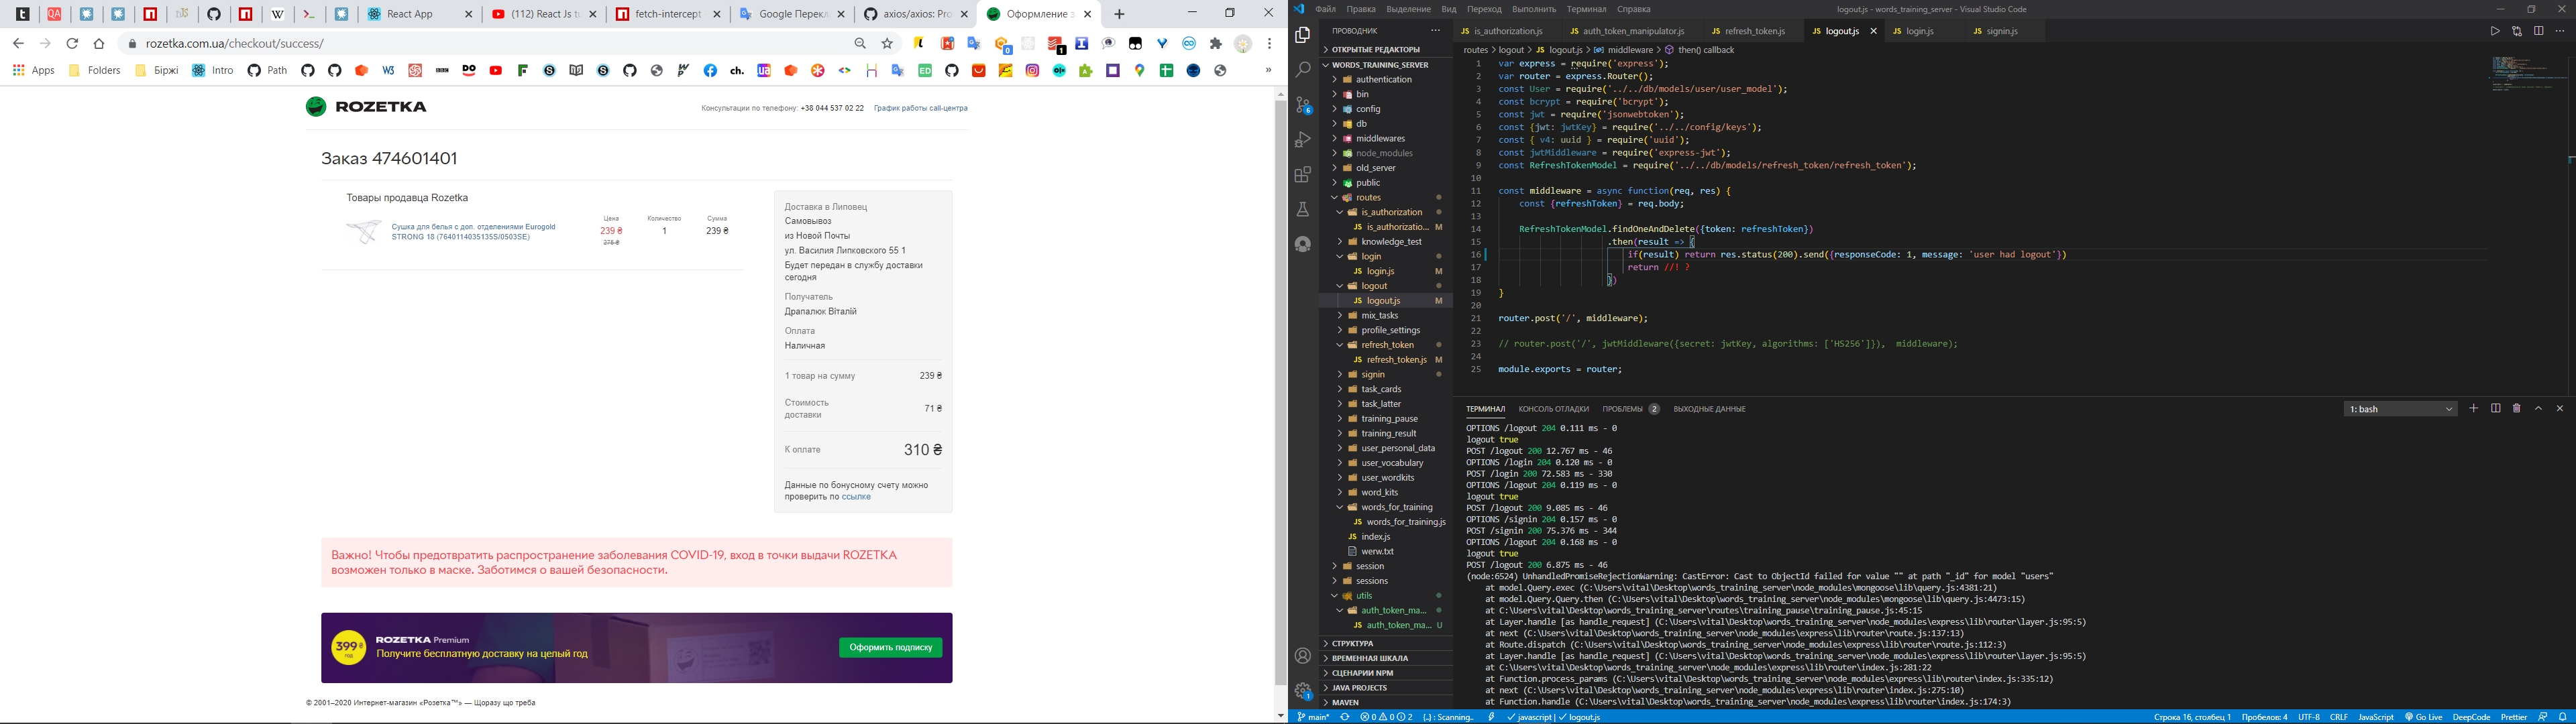 React App
(112) React Js tu
fetch-intercept
Google Перекл
axios/axios: Pro
Оформление з
rozetka.com.ua/checkout/success/
Apps
Folders
Біржі
Intro
Path
ROZETKA
Консультации по телефону: +38 044 537 02 22
График работы call-центра
Заказ 474601401
Товары продавца Rozetka
Сушка для белья с доп. отделениями Eurogold
STRONG 18 (7640114035135S/0503SE)
Цена
239 ₴
Количество
1
Сумма
239 ₴
Доставка в Липовец
Самовывоз
из Новой Почты
ул. Василия Липковского 55 1
Будет передан в службу доставки
сегодня
Получатель
Драпалюк Віталій
Оплата
Наличная
1 товар на сумму 239 ₴
Стоимость
доставки
71 ₴
К оплате 310 ₴
Данные по бонусному счету можно
проверить по ссылке
Важно! Чтобы предотвратить распространение заболевания COVID-19, вход в точки выдачи ROZETKA
возможен только в маске. Заботимся о вашей безопасности.
399 ₴
год
ROZETKA Premium
Получите бесплатную доставку на целый год
Оформить подписку
© 2001–2020 Интернет-магазин «Розетка™» — Щоразу що треба
Файл Правка Выделение Вид Переход Выполнить Терминал Справка
logout.js - words_training_server - Visual Studio Code
ПРОВОДНИК
ОТКРЫТЫЕ РЕДАКТОРЫ
WORDS_TRAINING_SERVER
authentication
bin
config
db
middlewares
node_modules
old_server
public
routes
is_authorization
is_authorizatio... M
knowledge_test
login
login.js M
logout
logout.js M
mix_tasks
profile_settings
refresh_token
refresh_token.js M
signin
task_cards
task_latter
training_pause
training_result
user_personal_data
user_vocabulary
user_wordkits
word_kits
words_for_training
words_for_training.js
index.js
werw.txt
session
sessions
utils
auth_token_ma...
auth_token_ma... U
СТРУКТУРА
ВРЕМЕННАЯ ШКАЛА
СЦЕНАРИИ NPM
JAVA PROJECTS
MAVEN
is_authorization.js
auth_token_manipulator.js
refresh_token.js
logout.js
login.js
signin.js
routes > logout > JS logout.js > middleware > then() callback
1 var express = require('express');
2 var router = express.Router();
3 const User = require('../../db/models/user/user_model');
4 const bcrypt = require('bcrypt');
5 const jwt = require('jsonwebtoken');
6 const {jwt: jwtKey} = require('../../config/keys');
7 const { v4: uuid } = require('uuid');
8 const jwtMiddleware = require('express-jwt');
9 const RefreshTokenModel = require('../../db/models/refresh_token/refresh_token');
10
11 const middleware = async function(req, res) {
12 const {refreshToken} = req.body;
13
14 RefreshTokenModel.findOneAndDelete({token: refreshToken})
15 .then(result => {
16 if(result) return res.status(200).send({responseCode: 1, message: 'user had logout'})
17 return //! ?
18 })
19 }
20
21 router.post('/', middleware);
22
23 // router.post('/', jwtMiddleware({secret: jwtKey, algorithms: ['HS256']}), middleware);
24
25 module.exports = router;
ТЕРМИНАЛ КОНСОЛЬ ОТЛАДКИ ПРОБЛЕМЫ 2 ВЫХОДНЫЕ ДАННЫЕ
1: bash
OPTIONS /logout 204 0.111 ms - 0
logout true
POST /logout 200 12.767 ms - 46
OPTIONS /login 204 0.120 ms - 0
POST /login 200 72.583 ms - 330
OPTIONS /logout 204 0.119 ms - 0
logout true
POST /logout 200 9.085 ms - 46
OPTIONS /signin 204 0.157 ms - 0
POST /signin 200 75.376 ms - 344
OPTIONS /logout 204 0.168 ms - 0
logout true
POST /logout 200 6.875 ms - 46
(node:6524) UnhandledPromiseRejectionWarning: CastError: Cast to ObjectId failed for value "" at path "_id" for model "users"
at model.Query.exec (C:\Users\vital\Desktop\words_training_server\node_modules\mongoose\lib\query.js:4381:21)
at model.Query.Query.then (C:\Users\vital\Desktop\words_training_server\node_modules\mongoose\lib\query.js:4473:15)
at C:\Users\vital\Desktop\words_training_server\routes\training_pause\training_pause.js:45:15
at Layer.handle [as handle_request] (C:\Users\vital\Desktop\words_training_server\node_modules\express\lib\router\layer.js:95:5)
at next (C:\Users\vital\Desktop\words_training_server\node_modules\express\lib\router\route.js:137:13)
at Route.dispatch (C:\Users\vital\Desktop\words_training_server\node_modules\express\lib\router\route.js:112:3)
at Layer.handle [as handle_request] (C:\Users\vital\Desktop\words_training_server\node_modules\express\lib\router\layer.js:95:5)
at C:\Users\vital\Desktop\words_training_server\node_modules\express\lib\router\index.js:281:22
at Function.process_params (C:\Users\vital\Desktop\words_training_server\node_modules\express\lib\router\index.js:335:12)
at next (C:\Users\vital\Desktop\words_training_server\node_modules\express\lib\router\index.js:275:10)
at Function.handle (C:\Users\vital\Desktop\words_training_server\node_modules\express\lib\router\index.js:174:3)
main* 0 0 2 {..} : Scanning.. javascript | logout.js
Строка 16, столбец 1 Пробелов: 4 UTF-8 CRLF JavaScript Go Live DeepCode Prettier